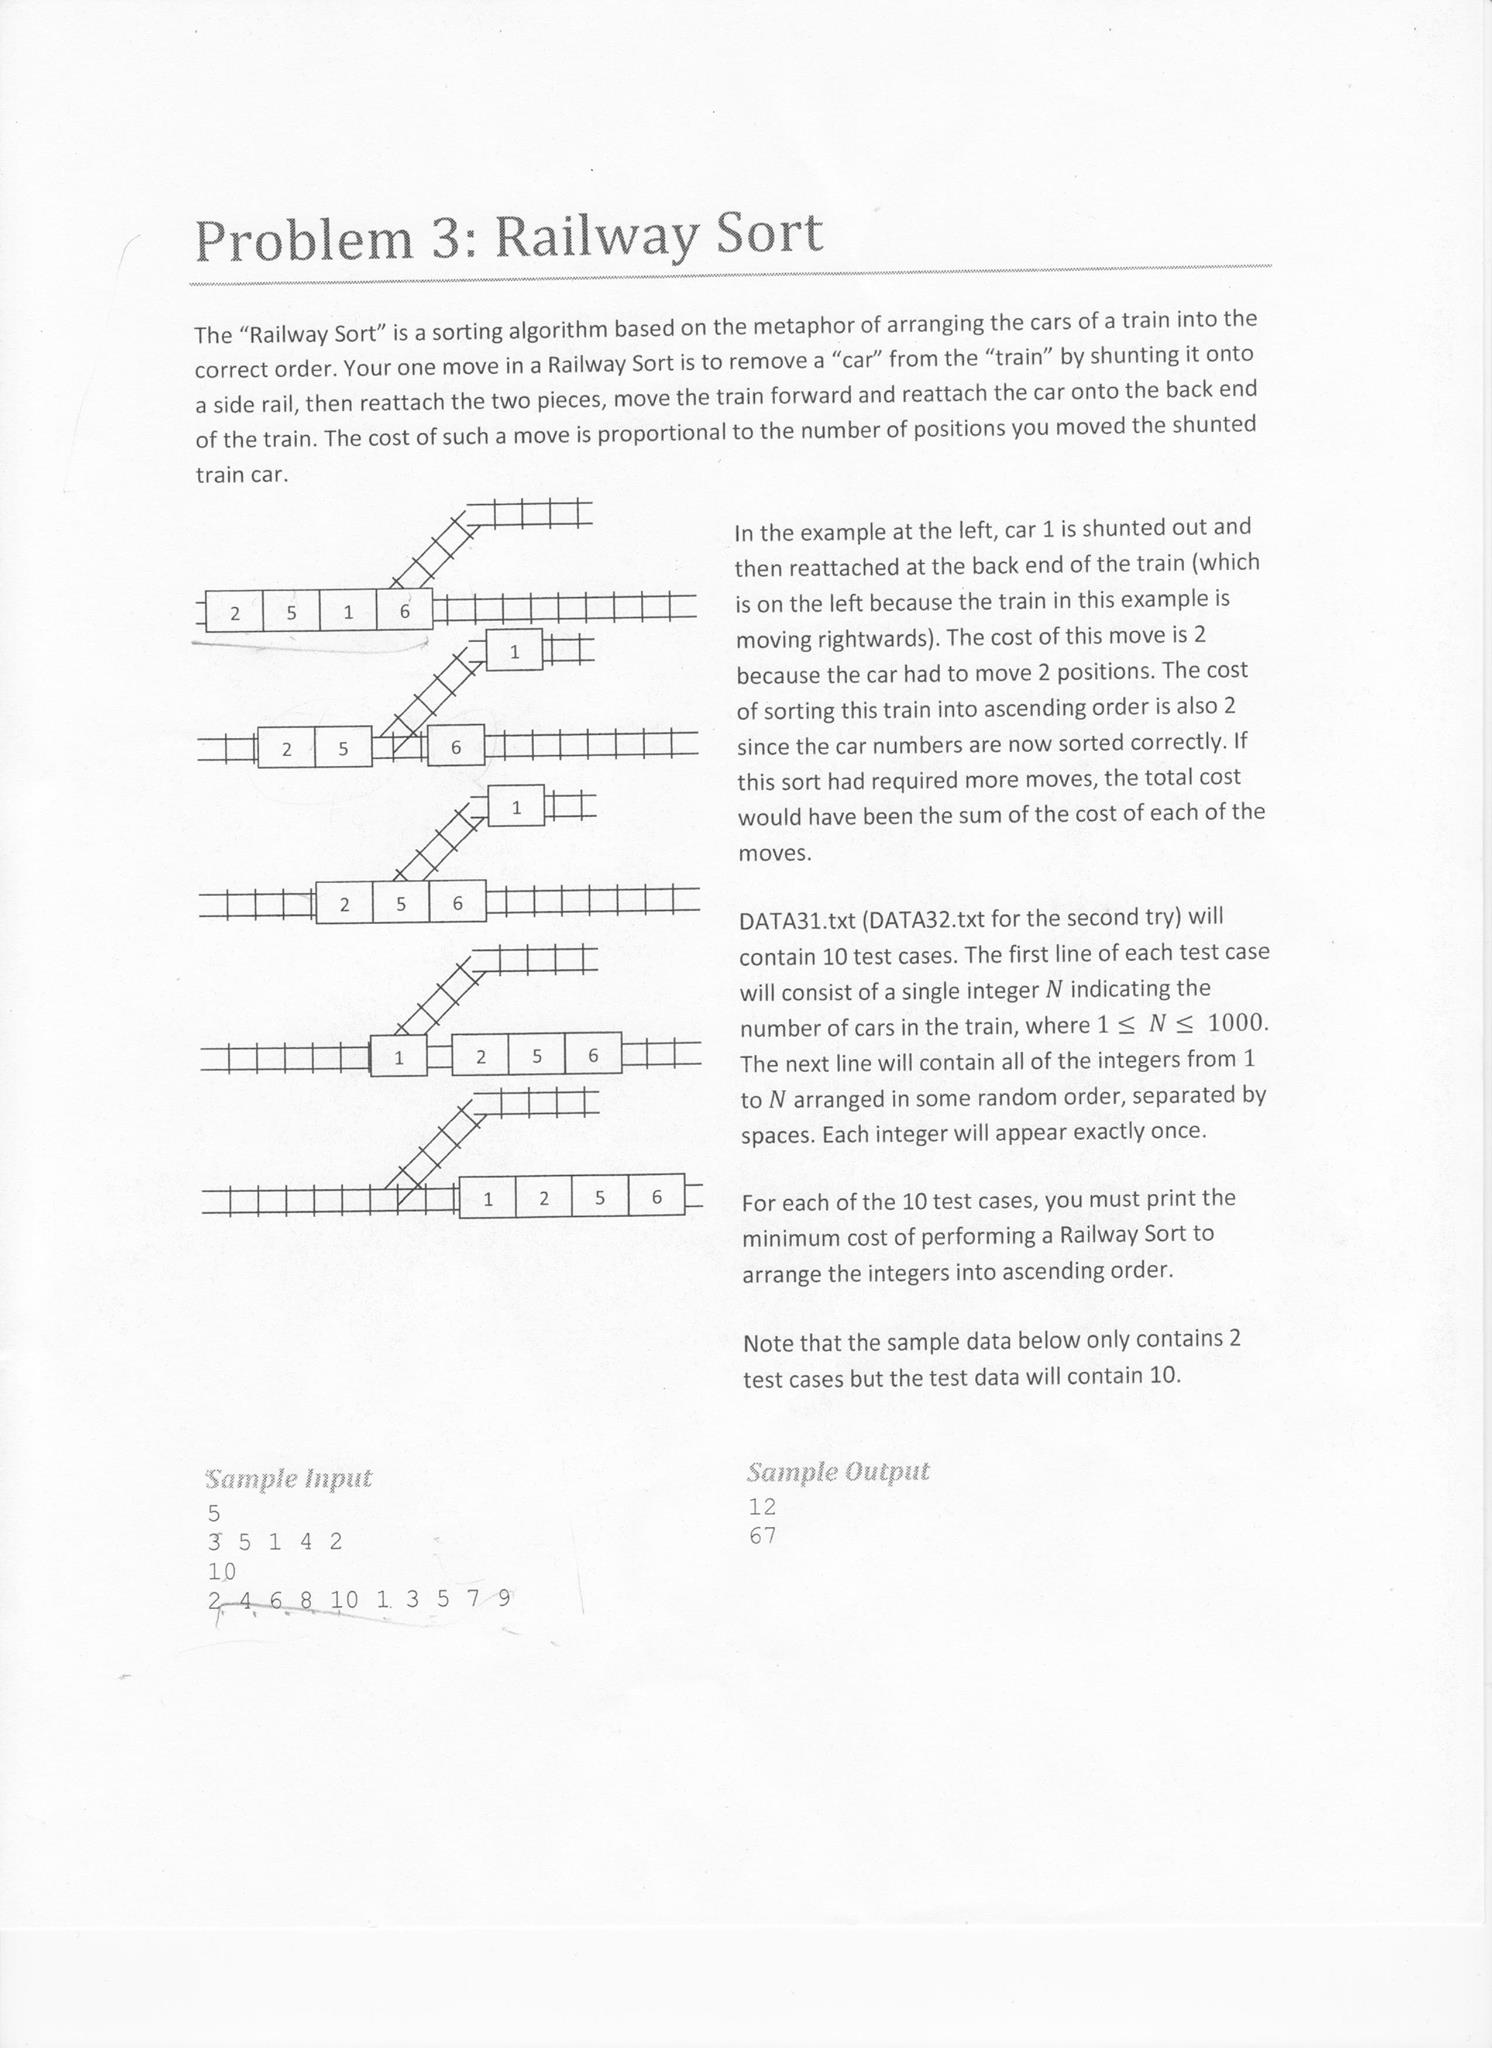 Problem 3: Railway Sort
The “Railway Sort” is a sorting algorithm based on the metaphor of arranging the cars of a train into the
correct order. Your one move in a Railway Sort is to remove a “car” from the “train” by shunting it onto
a side rail, then reattach the two pieces, move the train forward and reattach the car onto the back end
of the train. The cost of such a move is proportional to the number of positions you moved the shunted
train car.
2 5 1 6
1
2 5 6
1
2 5 6
1 2 5 6
1 2 5 6
In the example at the left, car 1 is shunted out and
then reattached at the back end of the train (which
is on the left because the train in this example is
moving rightwards). The cost of this move is 2
because the car had to move 2 positions. The cost
of sorting this train into ascending order is also 2
since the car numbers are now sorted correctly. If
this sort had required more moves, the total cost
would have been the sum of the cost of each of the
moves.
DATA31.txt (DATA32.txt for the second try) will
contain 10 test cases. The first line of each test case
will consist of a single integer N indicating the
number of cars in the train, where 1 ≤ N ≤ 1000.
The next line will contain all of the integers from 1
to N arranged in some random order, separated by
spaces. Each integer will appear exactly once.
For each of the 10 test cases, you must print the
minimum cost of performing a Railway Sort to
arrange the integers into ascending order.
Note that the sample data below only contains 2
test cases but the test data will contain 10.
Sample Input
5
3 5 1 4 2
10
2 4 6 8 10 1 3 5 7 9
Sample Output
12
67